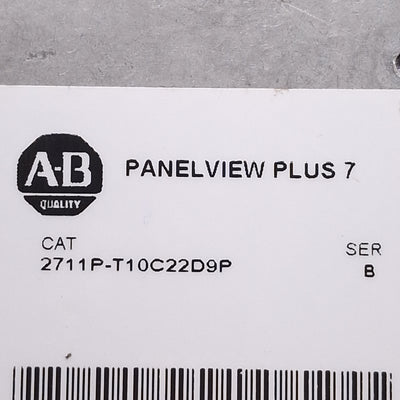 A-B
QUALITY
PANELVIEW PLUS 7
CAT
2711P-T10C22D9P
SER
B